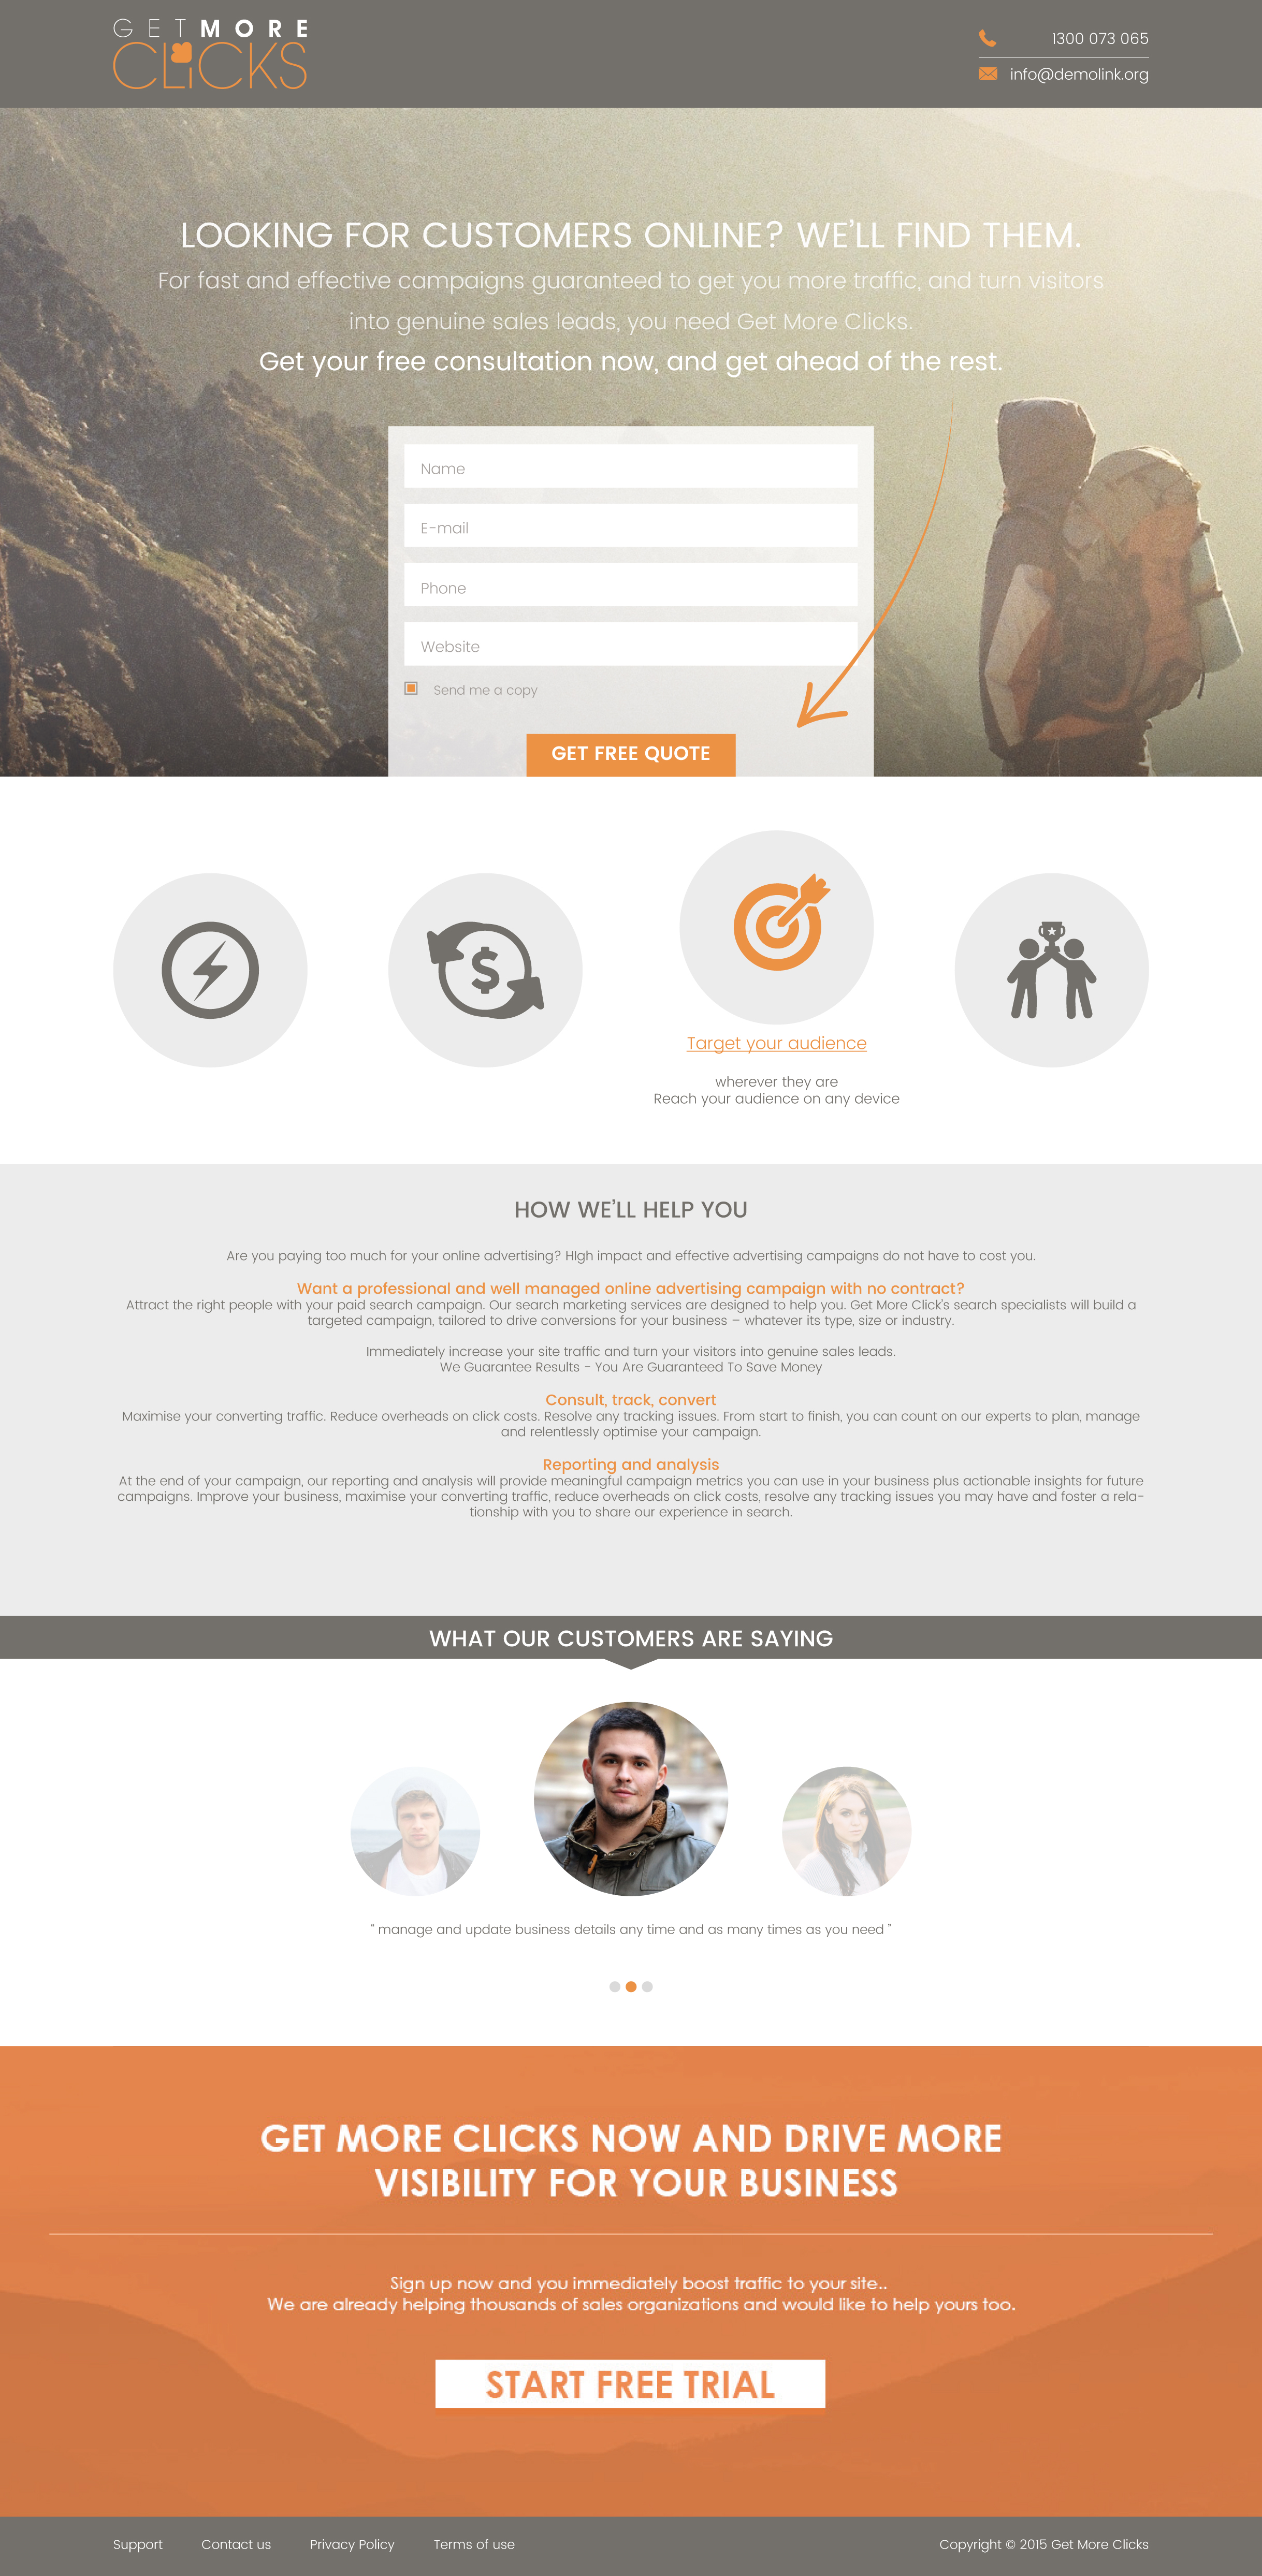 GET MORE
CLiCKS
1300 073 065
info@demolink.org
LOOKING FOR CUSTOMERS ONLINE? WE'LL FIND THEM.
For fast and effective campaigns guaranteed to get you more traffic, and turn visitors
into genuine sales leads, you need Get More Clicks.
Get your free consultation now, and get ahead of the rest.
Name
E-mail
Phone
Website
Send me a copy
GET FREE QUOTE
$
Target your audience
wherever they are
Reach your audience on any device
HOW WE'LL HELP YOU
Are you paying too much for your online advertising? HIgh impact and effective advertising campaigns do not have to cost you.
Want a professional and well managed online advertising campaign with no contract?
Attract the right people with your paid search campaign. Our search marketing services are designed to help you. Get More Click's search specialists will build a
targeted campaign, tailored to drive conversions for your business – whatever its type, size or industry.
Immediately increase your site traffic and turn your visitors into genuine sales leads.
We Guarantee Results - You Are Guaranteed To Save Money
Consult, track, convert
Maximise your converting traffic. Reduce overheads on click costs. Resolve any tracking issues. From start to finish, you can count on our experts to plan, manage
and relentlessly optimise your campaign.
Reporting and analysis
At the end of your campaign, our reporting and analysis will provide meaningful campaign metrics you can use in your business plus actionable insights for future
campaigns. Improve your business, maximise your converting traffic, reduce overheads on click costs, resolve any tracking issues you may have and foster a rela-
tionship with you to share our experience in search.
WHAT OUR CUSTOMERS ARE SAYING
" manage and update business details any time and as many times as you need "
GET MORE CLICKS NOW AND DRIVE MORE
VISIBILITY FOR YOUR BUSINESS
Sign up now and you immediately boost traffic to your site..
We are already helping thousands of sales organizations and would like to help yours too.
START FREE TRIAL
Support Contact us Privacy Policy Terms of use
Copyright © 2015 Get More Clicks